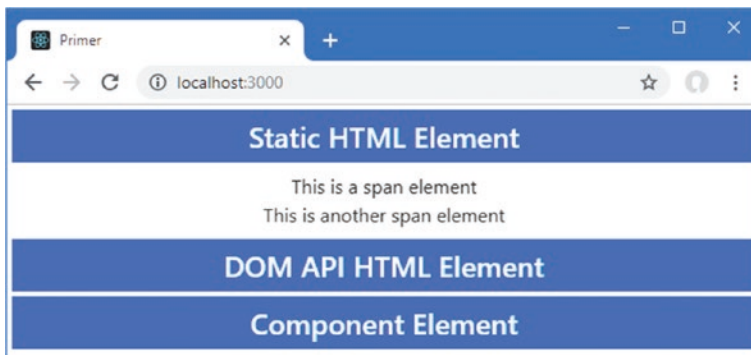 Primer
localhost:3000
Static HTML Element
This is a span element
This is another span element
DOM API HTML Element
Component Element